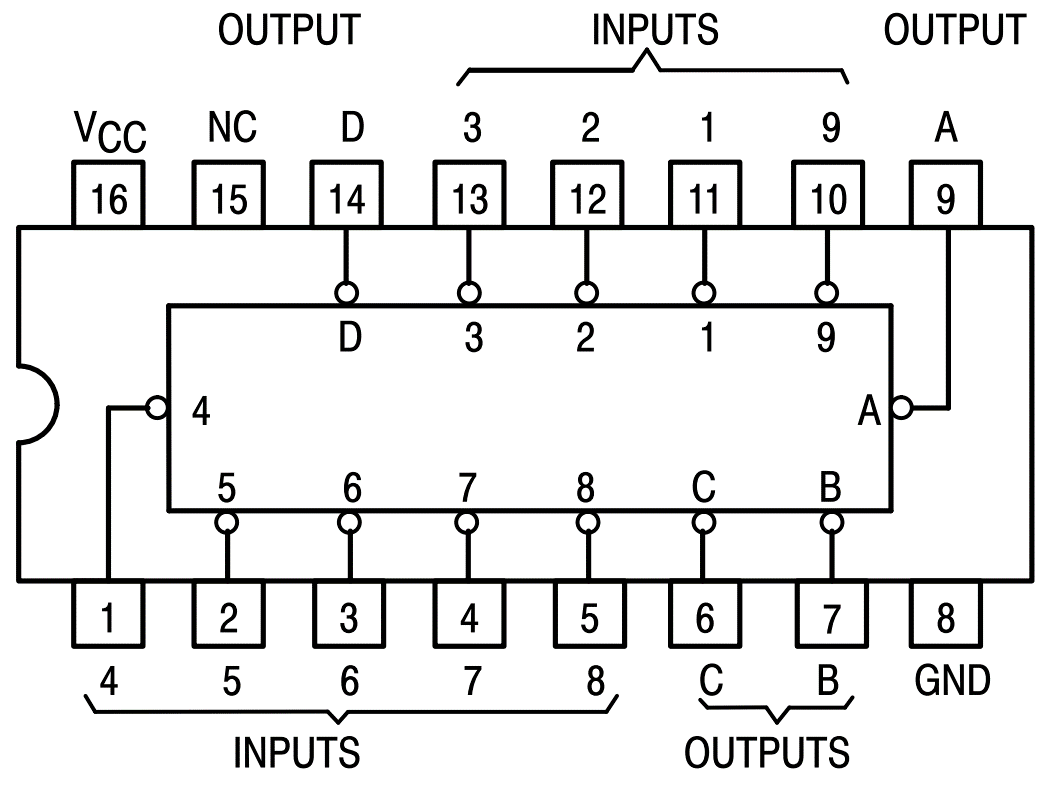 OUTPUT INPUTS OUTPUT
VCC NC D 3 2 1 9 A
16 15 14 13 12 11 10 9
D 3 2 1 9
4 A
5 6 7 8 C B
1 2 3 4 5 6 7 8
4 5 6 7 8 C B GND
INPUTS OUTPUTS